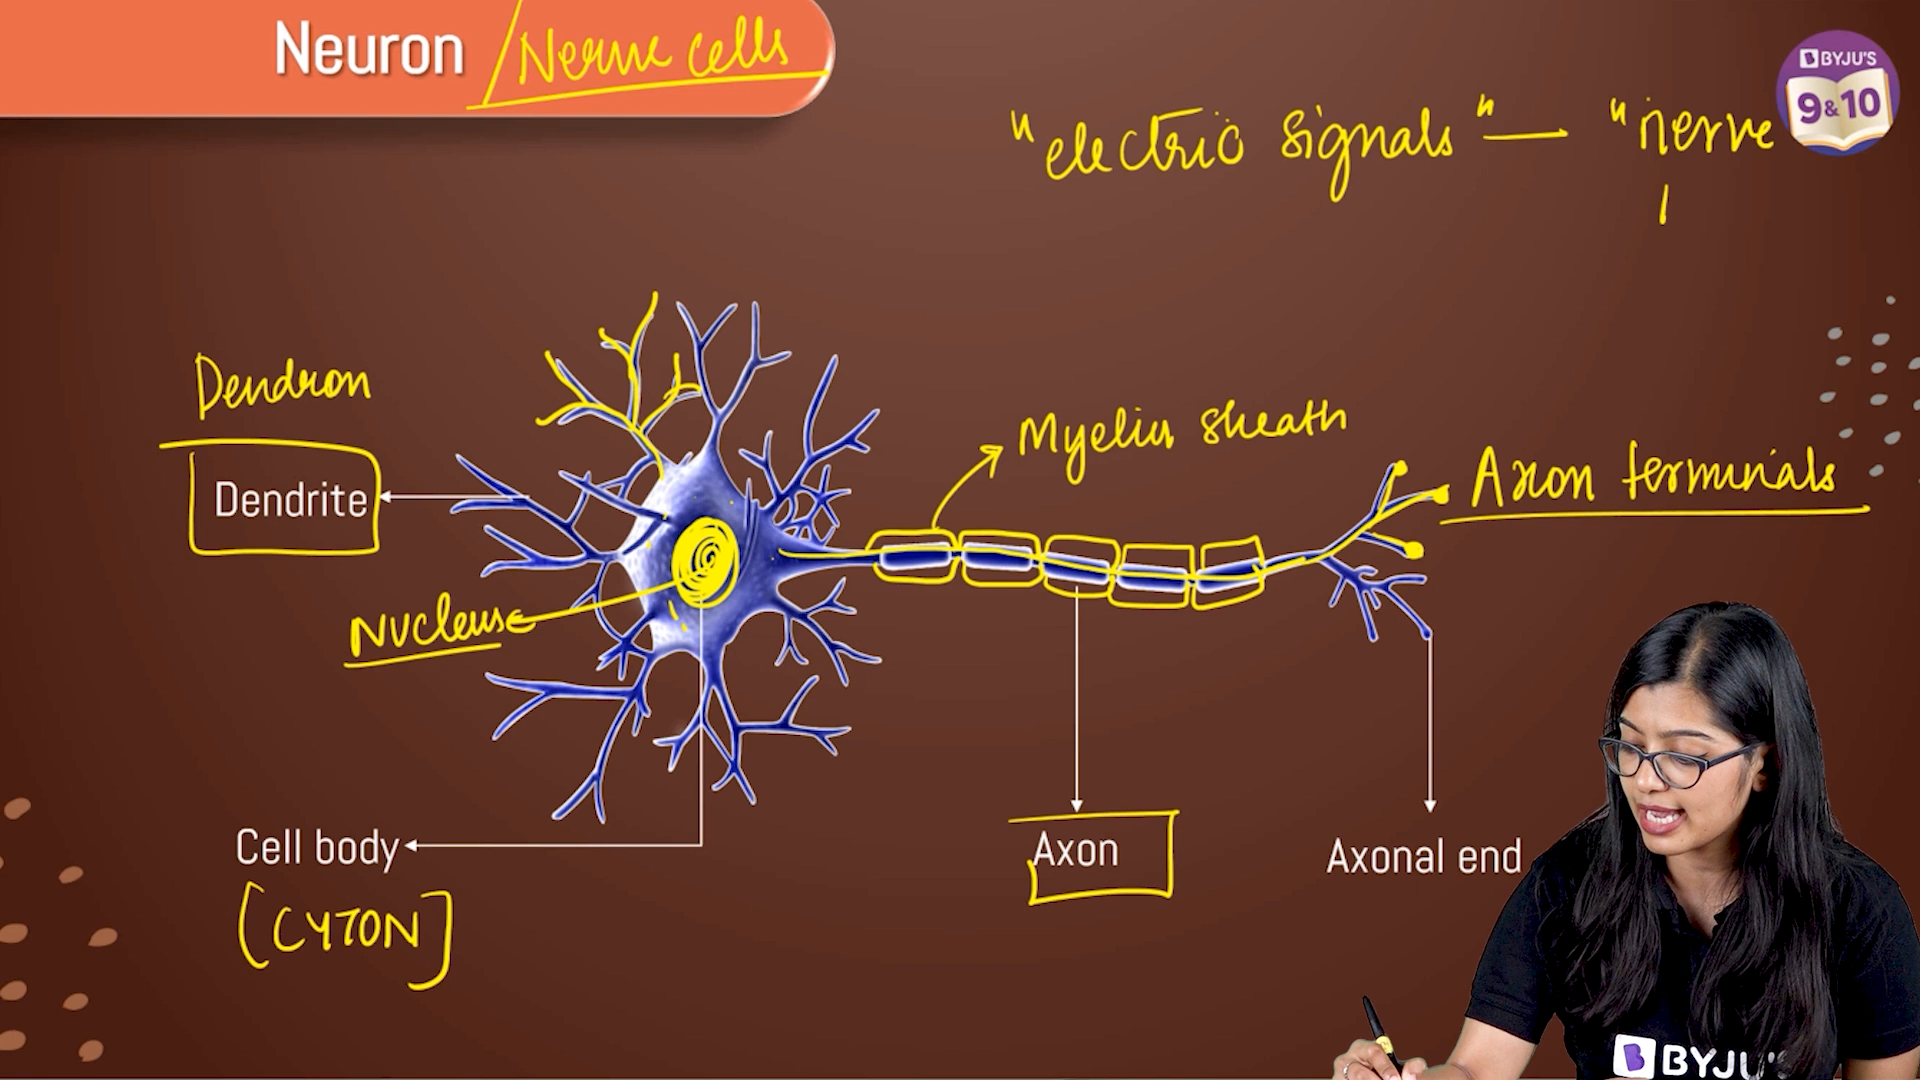 Neuron / Nerve cells
BYJU'S
9&10
"electric signals" — "nerve
Dendron
Dendrite
Myelin sheath
Axon terminals
Nucleus
Cell body
[CYTON]
Axon
Axonal end
BYJU'S